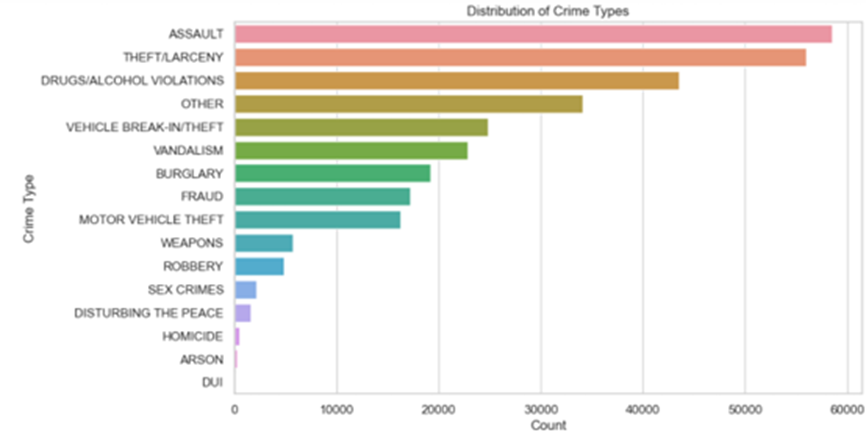 Distribution of Crime Types
ASSAULT
THEFT/LARCENY
DRUGS/ALCOHOL VIOLATIONS
OTHER
VEHICLE BREAK-IN/THEFT
VANDALISM
BURGLARY
FRAUD
MOTOR VEHICLE THEFT
WEAPONS
ROBBERY
SEX CRIMES
DISTURBING THE PEACE
HOMICIDE
ARSON
DUI
Crime Type
0 10000 20000 30000 40000 50000 60000
Count